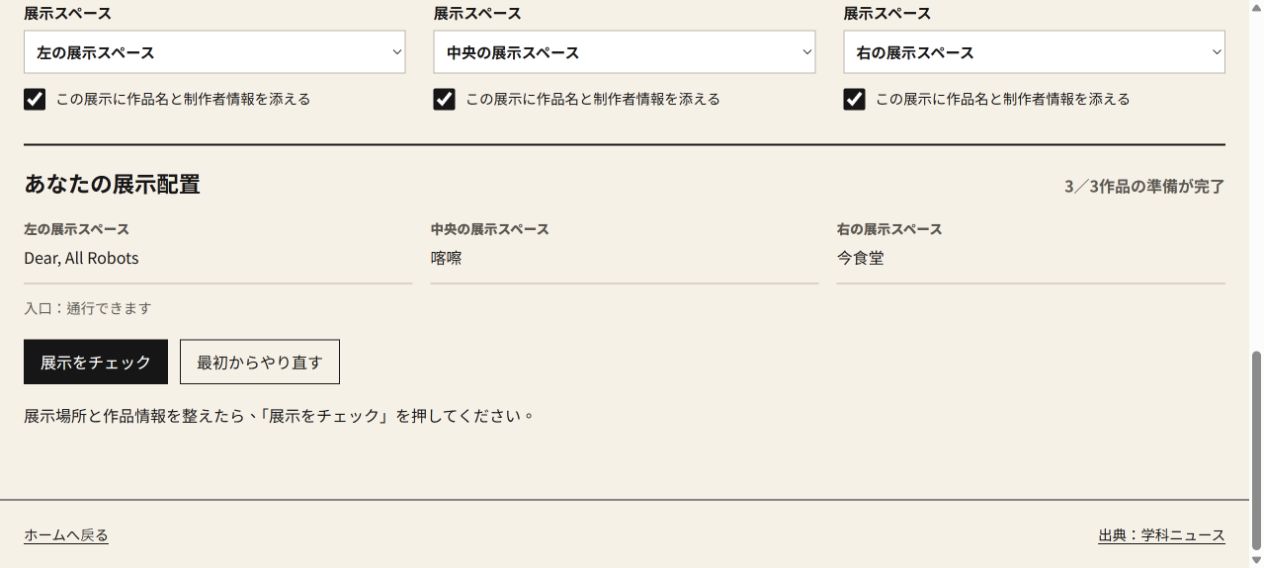 展示スペース
展示スペース
展示スペース
左の展示スペース
中央の展示スペース
右の展示スペース
この展示に作品名と制作者情報を添える
この展示に作品名と制作者情報を添える
この展示に作品名と制作者情報を添える
あなたの展示配置
3／3作品の準備が完了
左の展示スペース
中央の展示スペース
右の展示スペース
Dear, All Robots
喀嚓
今食堂
入口：通行できます
展示をチェック
最初からやり直す
展示場所と作品情報を整えたら、「展示をチェック」を押してください。
ホームへ戻る
出典：学科ニュース